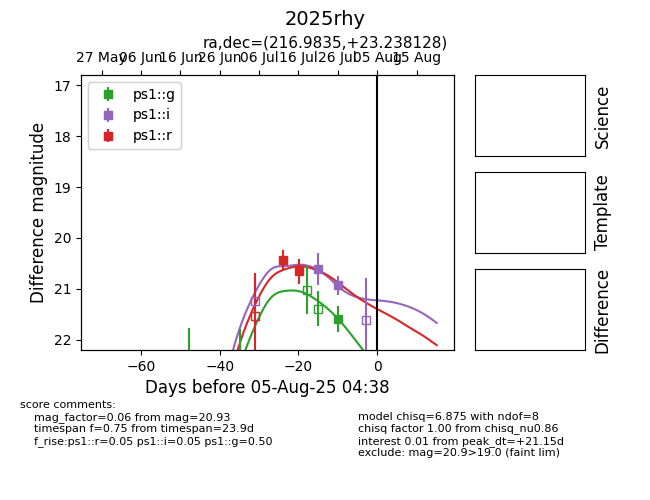 2025rhy
ra,dec=(216.9835,+23.238128)
27 May 06 Jun 16 Jun 26 Jun 06 Jul 16 Jul 26 Jul 05 Aug 15 Aug
17
18
19
20
21
22
Difference magnitude
ps1::g
ps1::i
ps1::r
−60 −40 −20 0
Days before 05-Aug-25 04:38
Science
Template
Difference
score comments:
mag_factor=0.06 from mag=20.93
timespan f=0.75 from timespan=23.9d
f_rise:ps1::r=0.05 ps1::i=0.05 ps1::g=0.50
model chisq=6.875 with ndof=8
chisq factor 1.00 from chisq_nu0.86
interest 0.01 from peak_dt=+21.15d
exclude: mag=20.9>19.0 (faint lim)